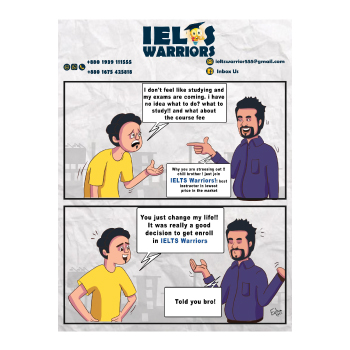 IELTS
WARRIORS
+880 1999 111555
+880 1675 425818
ieltswarrior555@gmail.com
Inbox Us
I don't feel like studying and
my exams are coming. i have
no idea what to do? what to
study!! and what about
the course fee
Why you are stressing out !!
chill brother ! just join
IELTS Warriors! Best
instructor in lowest
price in the market
You just change my life!!
It was really a good
decision to get enroll
in IELTS Warriors
Told you bro!